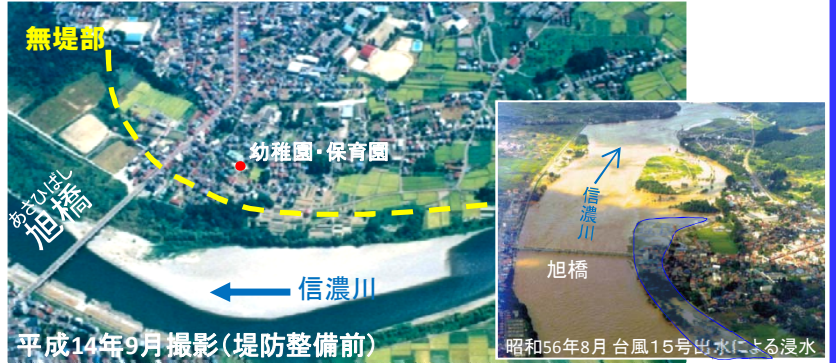 無堤部
幼稚園・保育園
あさひばし
旭橋
信濃川
平成14年9月撮影（堤防整備前）
信濃川
旭橋
昭和56年8月 台風１５号出水による浸水